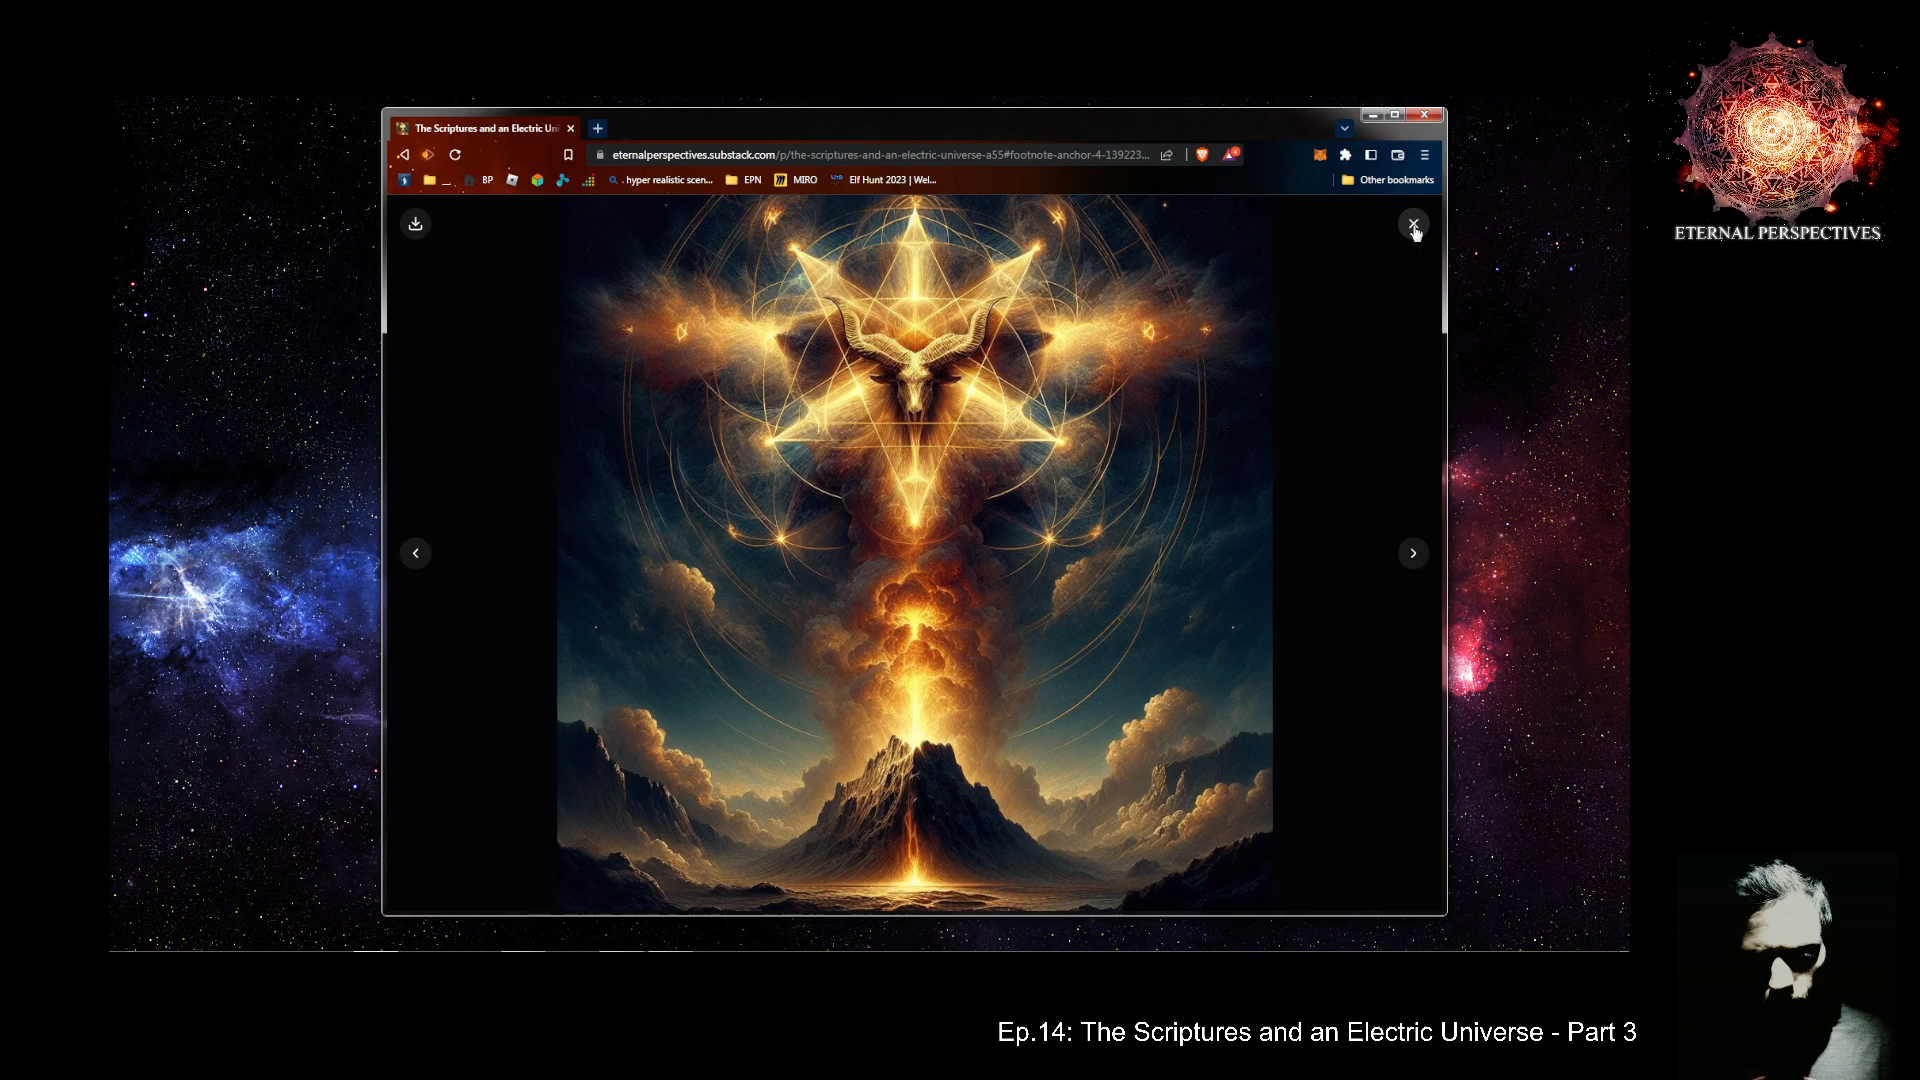 The Scriptures and an Electric Uni
eternalperspectives.substack.com/p/the-scriptures-and-an-electric-universe-a55#footnote-anchor-4-139223...
BP
. hyper realistic scen...
EPN
MIRO
Elf Hunt 2023 | Wel...
Other bookmarks
ETERNAL PERSPECTIVES
Ep.14: The Scriptures and an Electric Universe - Part 3